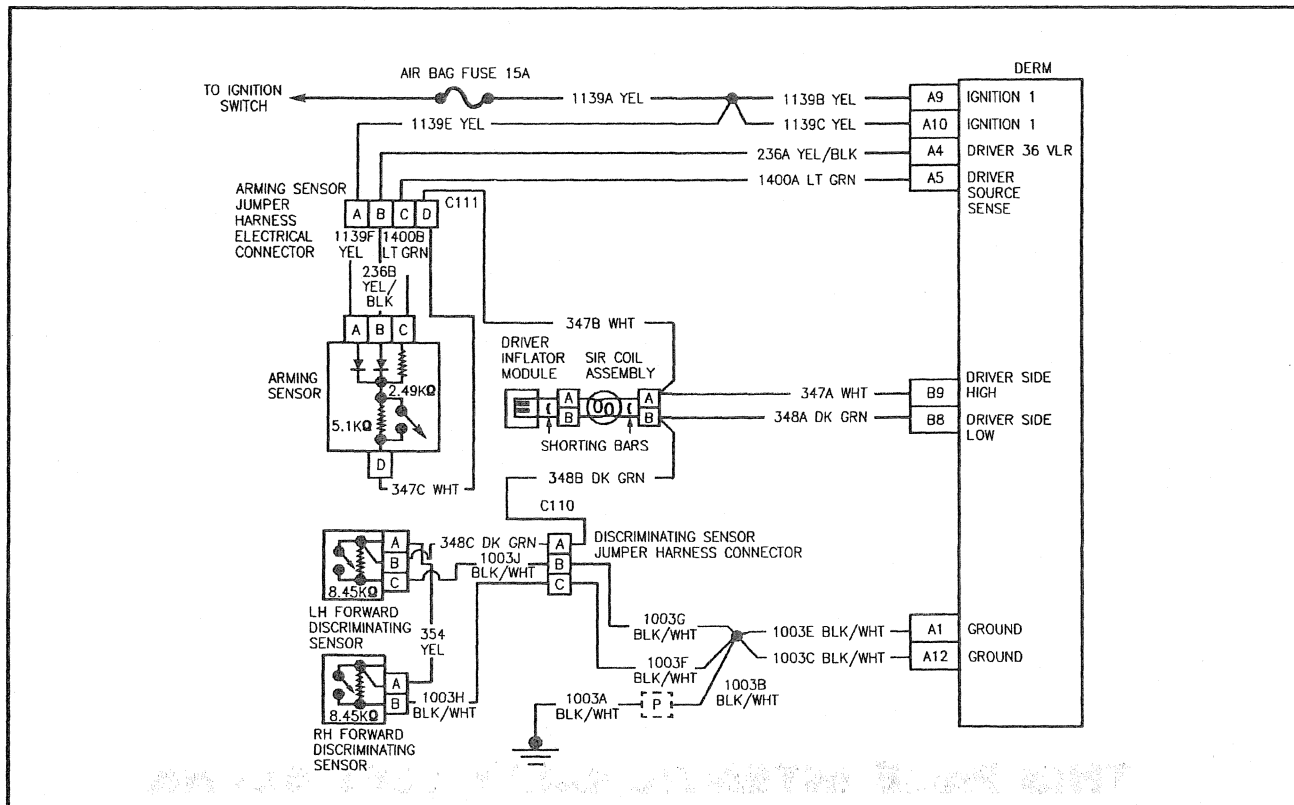 DERM
AIR BAG FUSE 15A
TO IGNITION
SWITCH
1139A YEL
1139B YEL
A9
IGNITION 1
1139E YEL
1139C YEL
A10
IGNITION 1
236A YEL/BLK
A4
DRIVER 36 VLR
1400A LT GRN
A5
DRIVER
SOURCE
SENSE
ARMING SENSOR
JUMPER
HARNESS
ELECTRICAL
CONNECTOR
A B C D
C111
1139F
YEL
1400B
LT GRN
236B
YEL/
BLK
A B C
ARMING
SENSOR
2.49KΩ
5.1KΩ
D
347C WHT
347B WHT
DRIVER
INFLATOR
MODULE
SIR COIL
ASSEMBLY
A
B
A
B
SHORTING BARS
347A WHT
B9
DRIVER SIDE
HIGH
348A DK GRN
B8
DRIVER SIDE
LOW
348B DK GRN
C110
DISCRIMINATING SENSOR
JUMPER HARNESS CONNECTOR
A
B
C
348C DK GRN
1003J
BLK/WHT
A
B
C
8.45KΩ
LH FORWARD
DISCRIMINATING
SENSOR
354
YEL
A
B
8.45KΩ
1003H
BLK/WHT
RH FORWARD
DISCRIMINATING
SENSOR
1003G
BLK/WHT
1003F
BLK/WHT
1003E BLK/WHT
A1
GROUND
1003C BLK/WHT
A12
GROUND
1003A
BLK/WHT
P
1003B
BLK/WHT